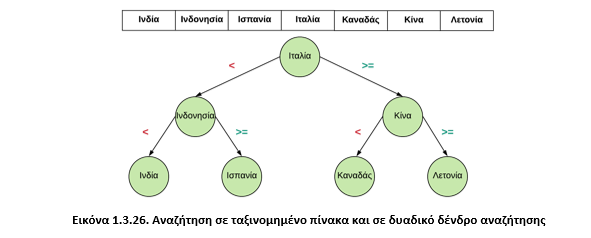 Ινδία Ινδονησία Ισπανία Ιταλία Καναδάς Κίνα Λετονία
Ιταλία
< >=
Ινδονησία Κίνα
< >= < >=
Ινδία Ισπανία Καναδάς Λετονία
Εικόνα 1.3.26. Αναζήτηση σε ταξινομημένο πίνακα και σε δυαδικό δένδρο αναζήτησης